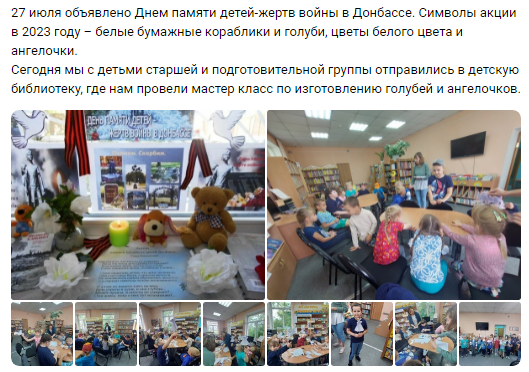 27 июля объявлено Днем памяти детей-жертв войны в Донбассе. Символы акции
в 2023 году – белые бумажные кораблики и голуби, цветы белого цвета и
ангелочки.
Сегодня мы с детьми старшей и подготовительной группы отправились в детскую
библиотеку, где нам провели мастер класс по изготовлению голубей и ангелочков.
ДЕНЬ ПАМЯТИ ДЕТЕЙ -
ЖЕРТВ ВОЙНЫ В ДОНБАССЕ
Скорбим.